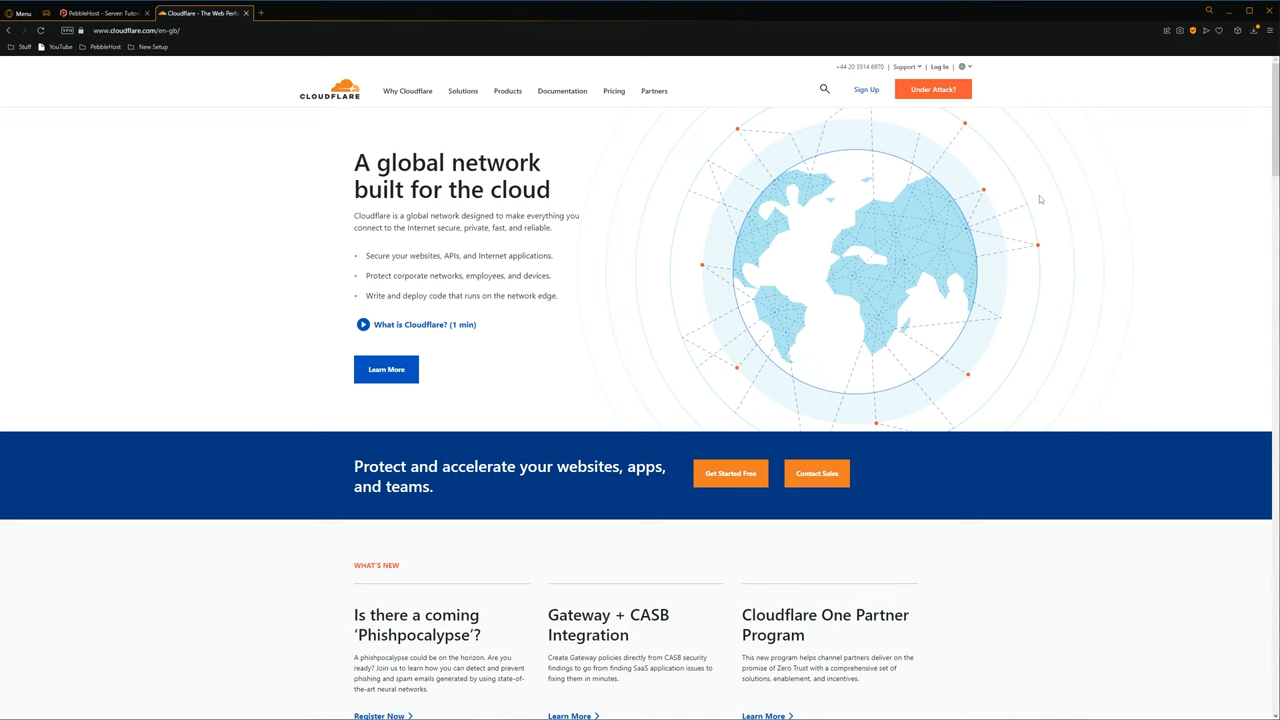 Menu
PebbleHost - Server: Tutor
Cloudflare - The Web Perf
VPN
www.cloudflare.com/en-gb/
Stuff
YouTube
PebbleHost
New Setup
+44 20 3514 6970 | Support | Log In |
CLOUDFLARE
Why Cloudflare
Solutions
Products
Documentation
Pricing
Partners
Sign Up
Under Attack?
A global network
built for the cloud
Cloudflare is a global network designed to make everything you
connect to the Internet secure, private, fast, and reliable.
Secure your websites, APIs, and Internet applications.
Protect corporate networks, employees, and devices.
Write and deploy code that runs on the network edge.
What is Cloudflare? (1 min)
Learn More
Protect and accelerate your websites, apps,
and teams.
Get Started Free
Contact Sales
WHAT'S NEW
Is there a coming
‘Phishpocalypse’?
A phishpocalypse could be on the horizon. Are you
ready? Join us to learn how you can detect and prevent
phishing and spam emails generated by using state-of-
the-art neural networks.
Register Now
Gateway + CASB
Integration
Create Gateway policies directly from CASB security
findings to go from finding SaaS application issues to
fixing them in minutes.
Learn More
Cloudflare One Partner
Program
This new program helps channel partners deliver on the
promise of Zero Trust with a comprehensive set of
solutions, enablement, and incentives.
Learn More